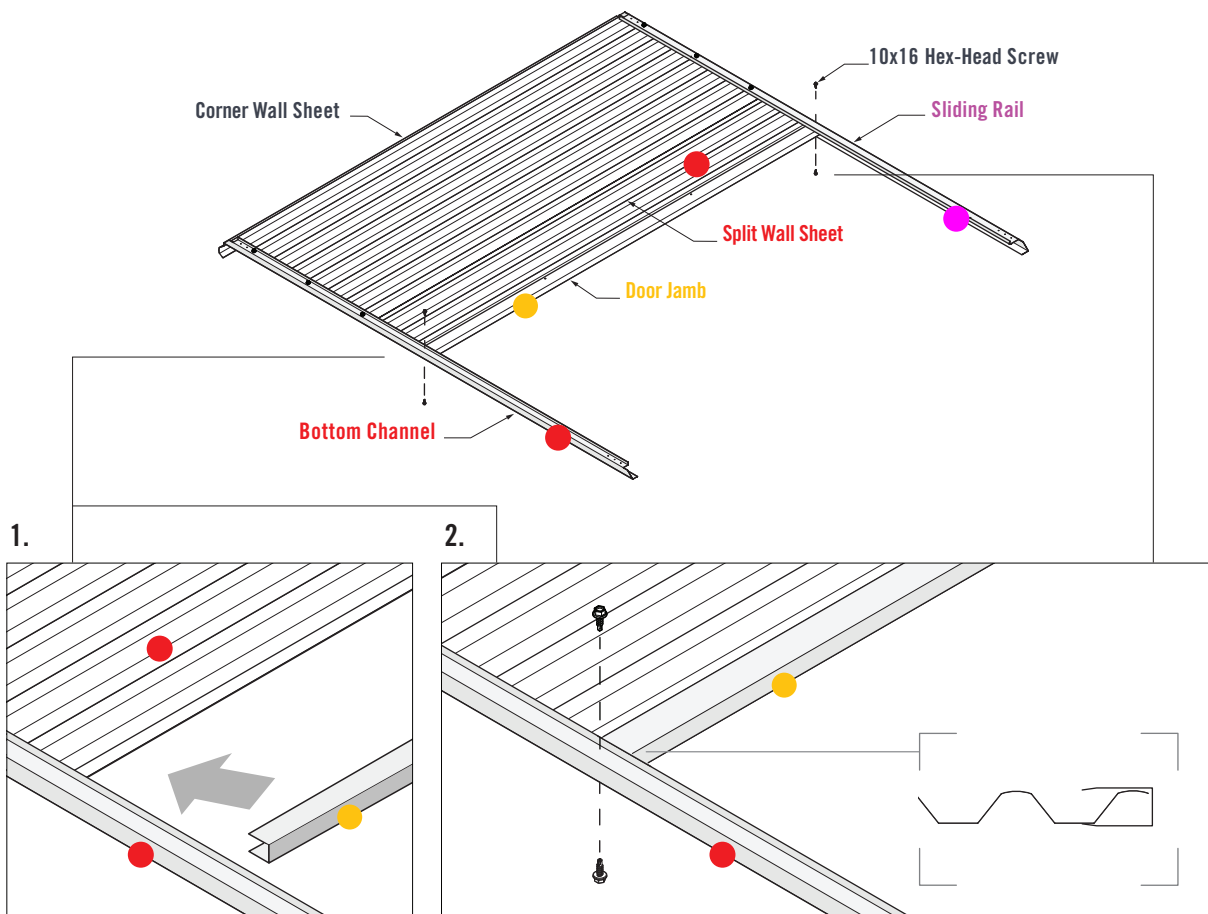 10x16 Hex-Head Screw
Corner Wall Sheet
Sliding Rail
Split Wall Sheet
Door Jamb
Bottom Channel
1.
2.